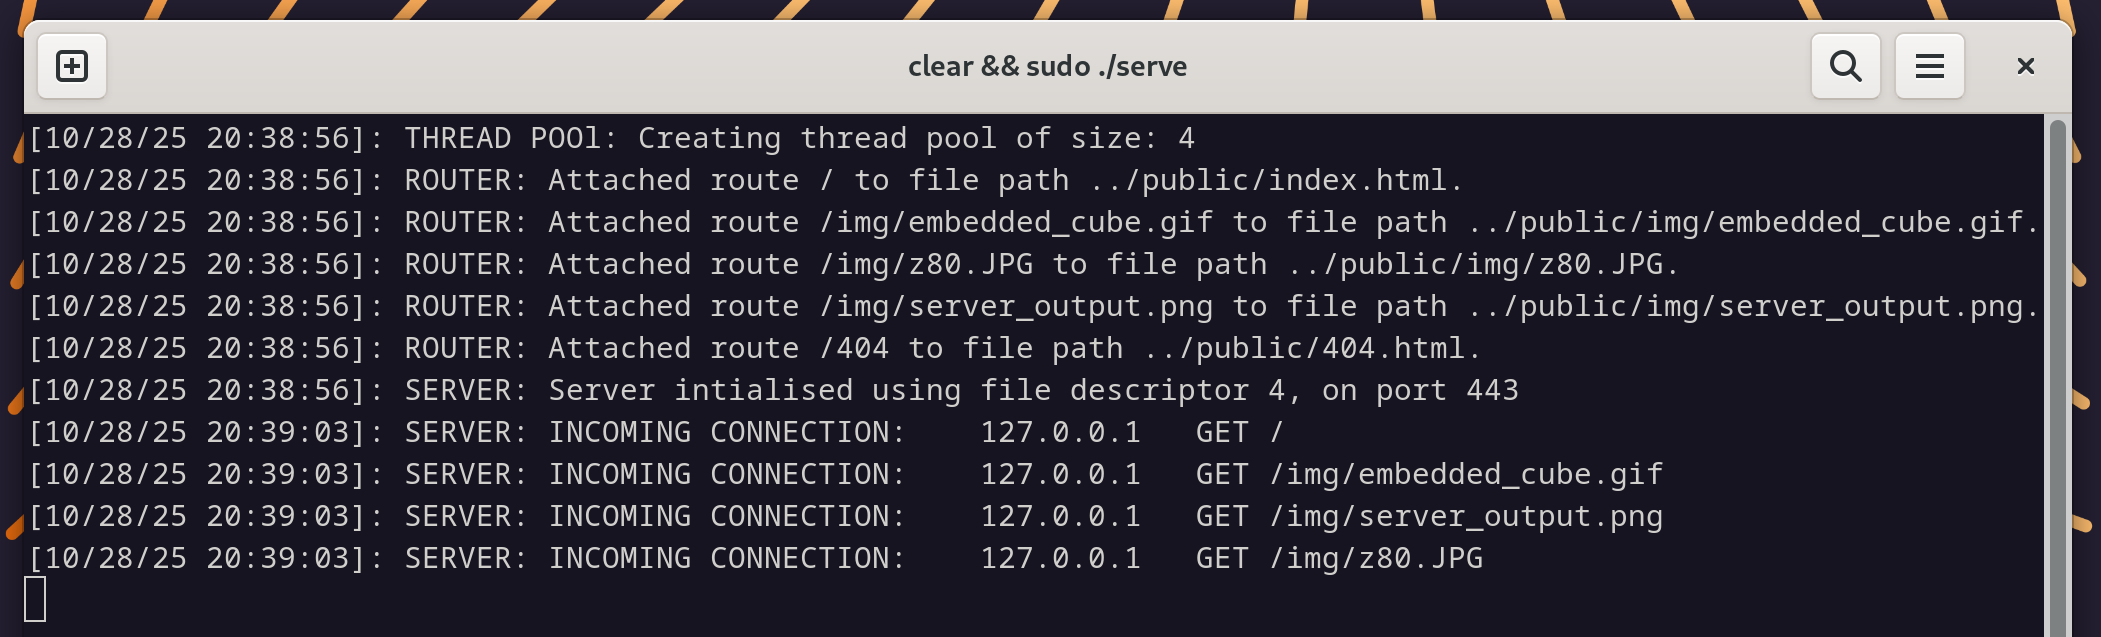 clear && sudo ./serve
[10/28/25 20:38:56]: THREAD POOl: Creating thread pool of size: 4
[10/28/25 20:38:56]: ROUTER: Attached route / to file path ../public/index.html.
[10/28/25 20:38:56]: ROUTER: Attached route /img/embedded_cube.gif to file path ../public/img/embedded_cube.gif.
[10/28/25 20:38:56]: ROUTER: Attached route /img/z80.JPG to file path ../public/img/z80.JPG.
[10/28/25 20:38:56]: ROUTER: Attached route /img/server_output.png to file path ../public/img/server_output.png.
[10/28/25 20:38:56]: ROUTER: Attached route /404 to file path ../public/404.html.
[10/28/25 20:38:56]: SERVER: Server intialised using file descriptor 4, on port 443
[10/28/25 20:39:03]: SERVER: INCOMING CONNECTION:    127.0.0.1   GET /
[10/28/25 20:39:03]: SERVER: INCOMING CONNECTION:    127.0.0.1   GET /img/embedded_cube.gif
[10/28/25 20:39:03]: SERVER: INCOMING CONNECTION:    127.0.0.1   GET /img/server_output.png
[10/28/25 20:39:03]: SERVER: INCOMING CONNECTION:    127.0.0.1   GET /img/z80.JPG